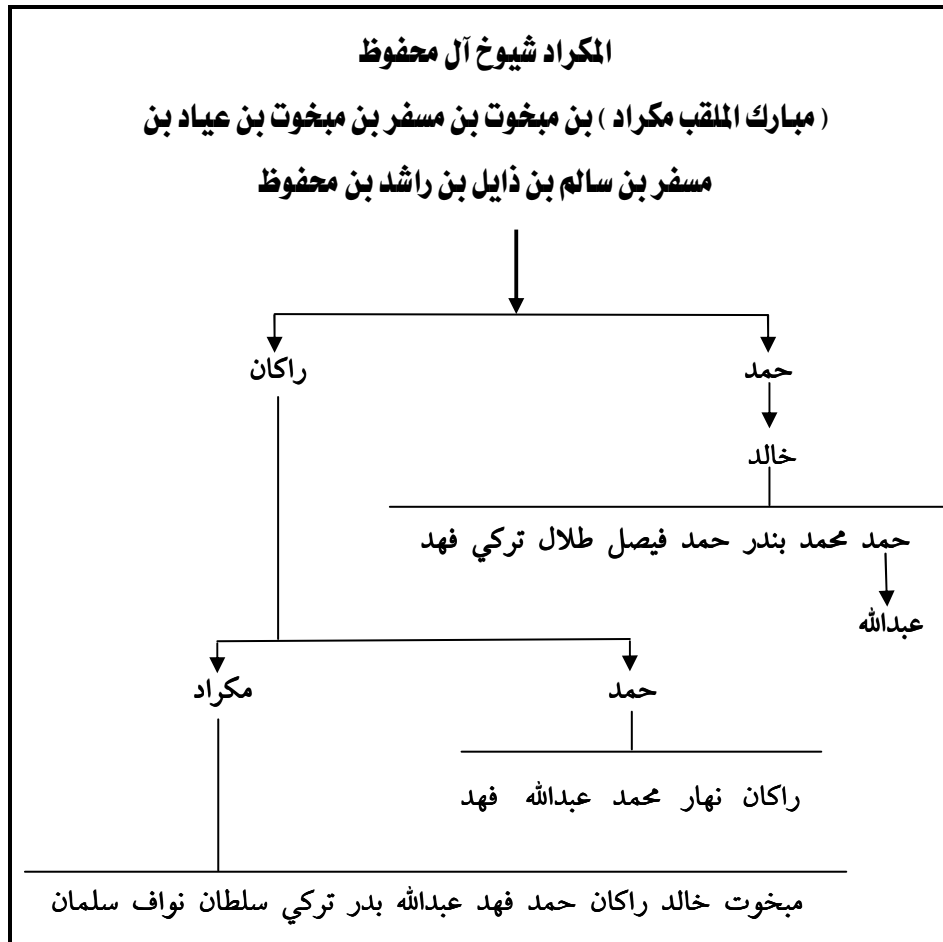 المكراد شيوخ آل محفوظ
( مبارك الملقب مكراد ) بن مبخوت بن مسفر بن مبخوت بن عياد بن
مسفر بن سالم بن ذايل بن راشد بن محفوظ
حمد راكان
خالد
حمد محمد بندر حمد فيصل طلال تركي فهد
عبدالله
حمد مكراد
راكان نهار محمد عبدالله فهد
مبخوت خالد راكان حمد فهد عبدالله بدر تركي سلطان نواف سلمان